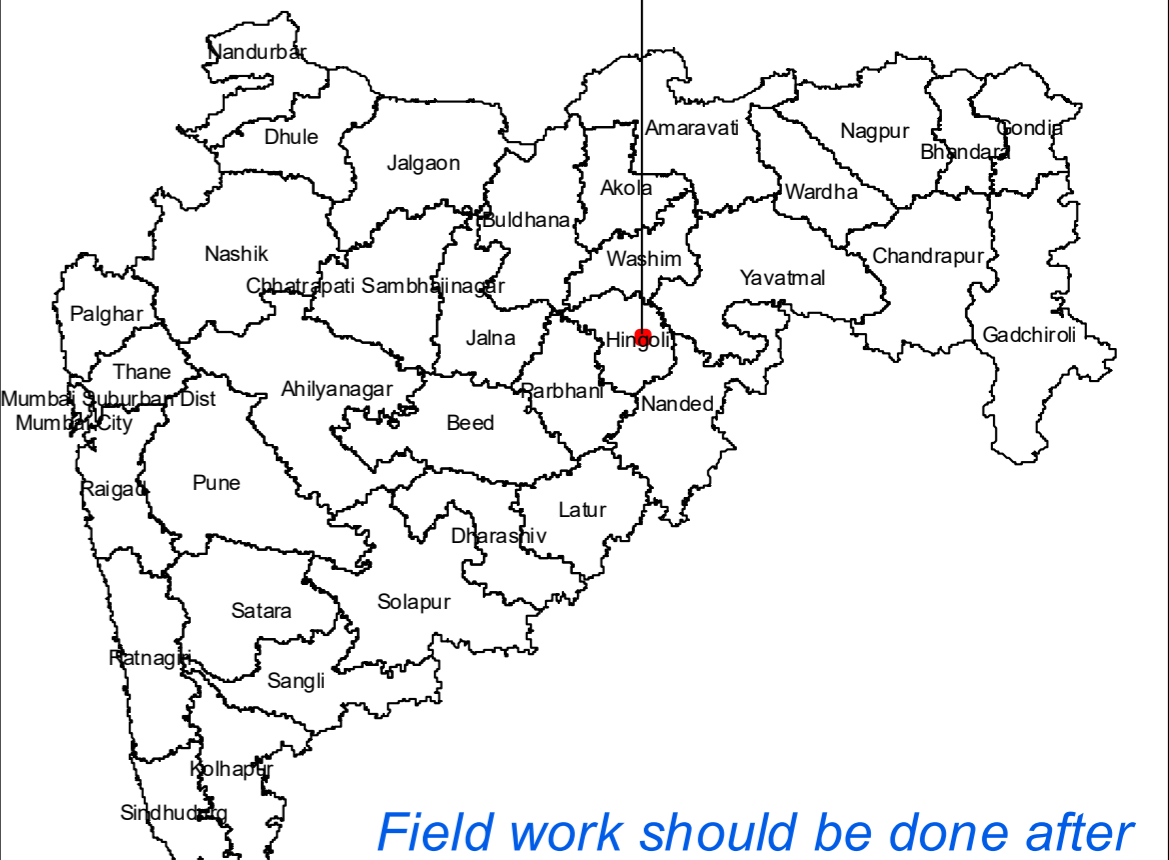 Nandurbar
Dhule
Jalgaon
Amaravati
Nagpur
Gondia
Bhandara
Buldhana
Akola
Wardha
Nashik
Washim
Chandrapur
Chhatrapati Sambhajinagar
Yavatmal
Palghar
Jalna
Hingoli
Gadchiroli
Thane
Ahilyanagar
Parbhani
Mumbai Suburban Dist
Nanded
Mumbai City
Beed
Raigad
Pune
Latur
Dharashiv
Satara
Solapur
Ratnagiri
Sangli
Kolhapur
Sindhudurg
Field work should be done after